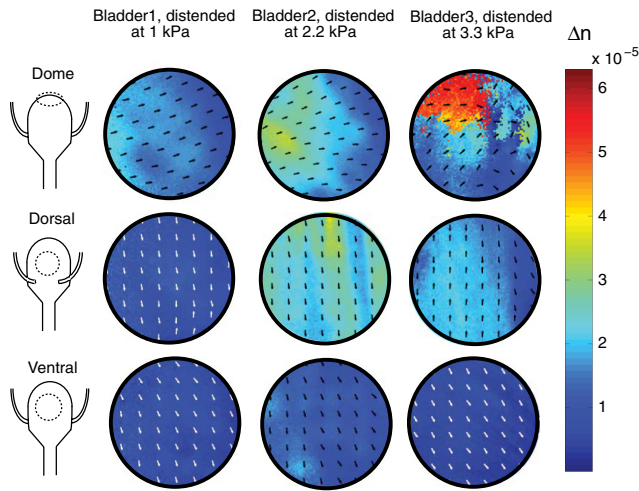 Bladder1, distended
at 1 kPa
Bladder2, distended
at 2.2 kPa
Bladder3, distended
at 3.3 kPa
Δn
x 10⁻⁵
Dome
Dorsal
Ventral
6
5
4
3
2
1